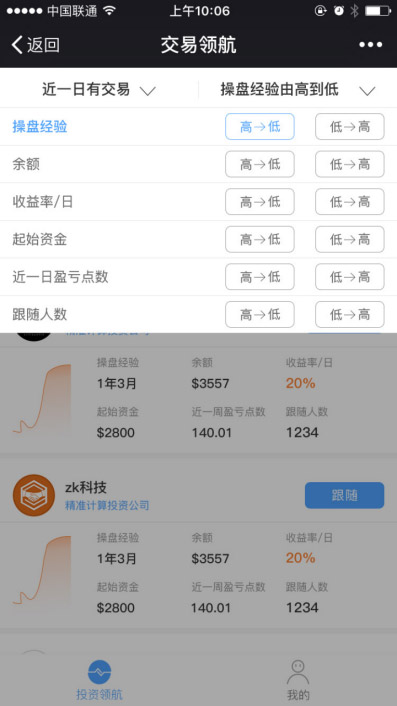 中国联通 上午10:06
返回 交易领航
近一日有交易 操盘经验由高到低
操盘经验 高→低 低→高
余额 高→低 低→高
收益率/日 高→低 低→高
起始资金 高→低 低→高
近一日盈亏点数 高→低 低→高
跟随人数 高→低 低→高
精准计算投资公司
操盘经验 余额 收益率/日
1年3月 $3557 20%
起始资金 近一周盈亏点数 跟随人数
$2800 140.01 1234
zk科技 跟随
精准计算投资公司
操盘经验 余额 收益率/日
1年3月 $3557 20%
起始资金 近一周盈亏点数 跟随人数
$2800 140.01 1234
投资领航 我的